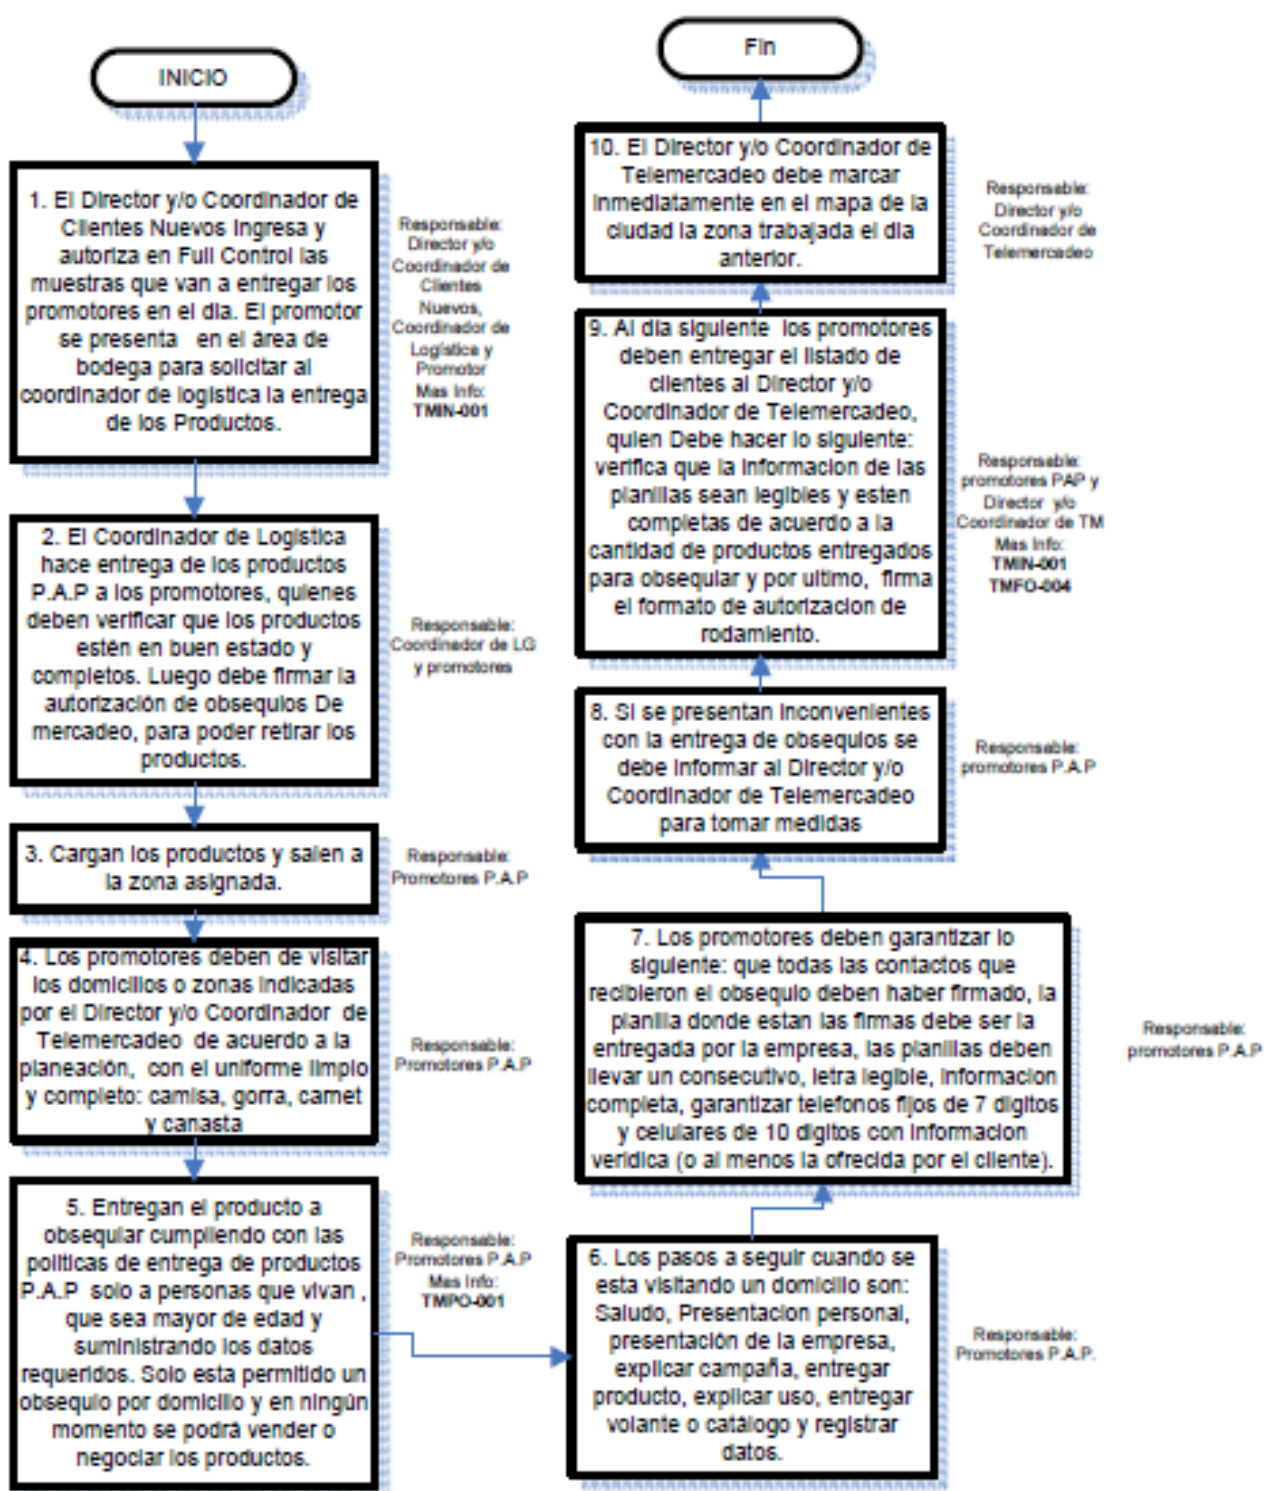 INICIO
1. El Director y/o Coordinador de
Clientes Nuevos Ingresa y
autoriza en Full Control las
muestras que van a entregar los
promotores en el dia. El promotor
se presenta en el área de
bodega para solicitar al
coordinador de logistica la entrega
de los Productos.
Responsable:
Director y/o
Coordinador de
Clientes
Nuevos,
Coordinador de
Logistica y
Promotor
Mas Info:
TMIN-001
2. El Coordinador de Logistica
hace entrega de los productos
P.A.P a los promotores, quienes
deben verificar que los productos
estén en buen estado y
completos. Luego debe firmar la
autorización de obsequios De
mercadeo, para poder retirar los
productos.
Responsable:
Coordinador de LG
y promotores
3. Cargan los productos y salen a
la zona asignada.
Responsable:
Promotores P.A.P
4. Los promotores deben de visitar
los domicilios o zonas indicadas
por el Director y/o Coordinador de
Telemercadeo de acuerdo a la
planeación, con el uniforme limpio
y completo: camisa, gorra, carnet
y canasta
Responsable:
Promotores P.A.P
5. Entregan el producto a
obsequiar cumpliendo con las
politicas de entrega de productos
P.A.P solo a personas que vivan ,
que sea mayor de edad y
suministrando los datos
requeridos. Solo esta permitido un
obsequio por domicilio y en ningún
momento se podrá vender o
negociar los productos.
Responsable:
Promotores P.A.P
Mas Info:
TMPO-001
6. Los pasos a seguir cuando se
esta visitando un domicilio son:
Saludo, Presentacion personal,
presentación de la empresa,
explicar campaña, entregar
producto, explicar uso, entregar
volante o catálogo y registrar
datos.
Responsable:
Promotores P.A.P.
7. Los promotores deben garantizar lo
siguiente: que todas las contactos que
recibieron el obsequio deben haber firmado, la
planilla donde estan las firmas debe ser la
entregada por la empresa, las planillas deben
llevar un consecutivo, letra legible, informacion
completa, garantizar telefonos fijos de 7 digitos
y celulares de 10 digitos con informacion
veridica (o al menos la ofrecida por el cliente).
Responsable:
promotores P.A.P
8. Si se presentan inconvenientes
con la entrega de obsequios se
debe informar al Director y/o
Coordinador de Telemercadeo
para tomar medidas
Responsable:
promotores P.A.P
9. Al dia siguiente los promotores
deben entregar el listado de
clientes al Director y/o
Coordinador de Telemercadeo,
quien Debe hacer lo siguiente:
verifica que la informacion de las
planillas sean legibles y esten
completas de acuerdo a la
cantidad de productos entregados
para obsequiar y por ultimo, firma
el formato de autorizacion de
rodamiento.
Responsable:
promotores PAP y
Director y/o
Coordinador de TM
Mas Info:
TMIN-001
TMFO-004
10. El Director y/o Coordinador de
Telemercadeo debe marcar
inmediatamente en el mapa de la
ciudad la zona trabajada el dia
anterior.
Responsable:
Director y/o
Coordinador de
Telemercadeo
Fin